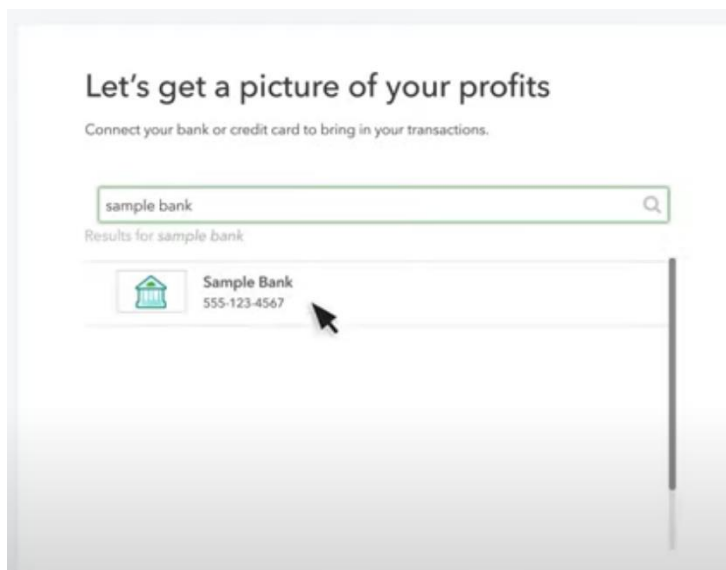 Let's get a picture of your profits
Connect your bank or credit card to bring in your transactions.
sample bank
Results for sample bank
Sample Bank
555-123-4567